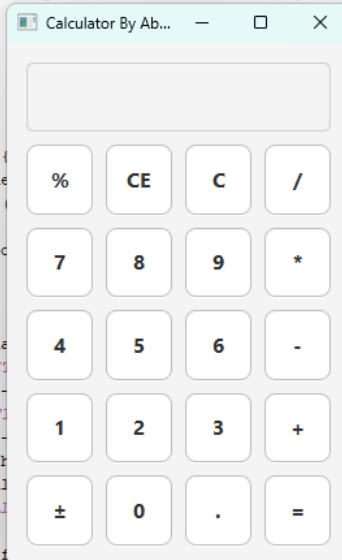 Calculator By Ab...
% CE C /
7 8 9 *
4 5 6 -
1 2 3 +
± 0 . =